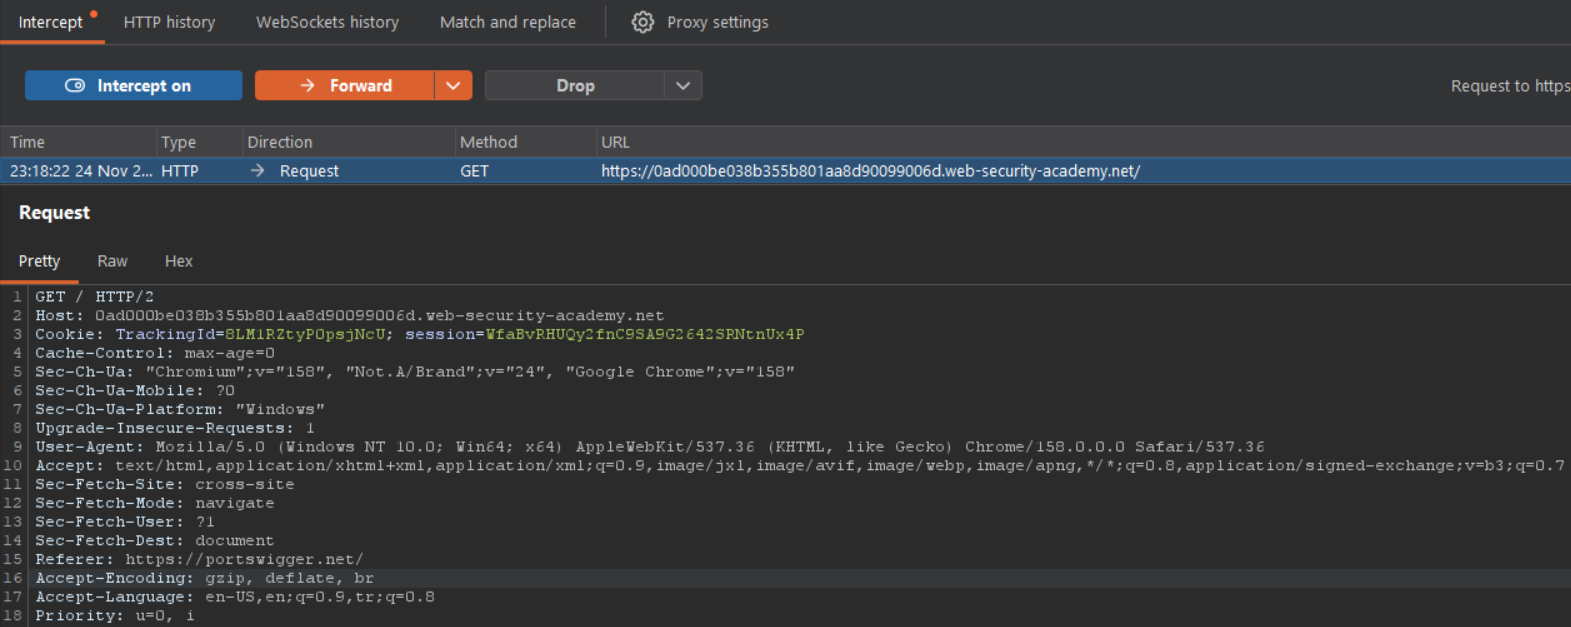 Intercept HTTP history WebSockets history Match and replace Proxy settings
Intercept on Forward Drop Request to https
Time Type Direction Method URL
23:18:22 24 Nov 2... HTTP Request GET https://0ad000be038b355b801aa8d90099006d.web-security-academy.net/
Request
Pretty Raw Hex
1 GET / HTTP/2
2 Host: 0ad000be038b355b801aa8d90099006d.web-security-academy.net
3 Cookie: TrackingId=8LM1RZtyP0psjNcU; session=WfaBvRHUQy2fnC9SA9G2642SRNtnUx4P
4 Cache-Control: max-age=0
5 Sec-Ch-Ua: "Chromium";v="158", "Not.A/Brand";v="24", "Google Chrome";v="158"
6 Sec-Ch-Ua-Mobile: ?0
7 Sec-Ch-Ua-Platform: "Windows"
8 Upgrade-Insecure-Requests: 1
9 User-Agent: Mozilla/5.0 (Windows NT 10.0; Win64; x64) AppleWebKit/537.36 (KHTML, like Gecko) Chrome/158.0.0.0 Safari/537.36
10 Accept: text/html,application/xhtml+xml,application/xml;q=0.9,image/jxl,image/avif,image/webp,image/apng,*/*;q=0.8,application/signed-exchange;v=b3;q=0.7
11 Sec-Fetch-Site: cross-site
12 Sec-Fetch-Mode: navigate
13 Sec-Fetch-User: ?1
14 Sec-Fetch-Dest: document
15 Referer: https://portswigger.net/
16 Accept-Encoding: gzip, deflate, br
17 Accept-Language: en-US,en;q=0.9,tr;q=0.8
18 Priority: u=0, i